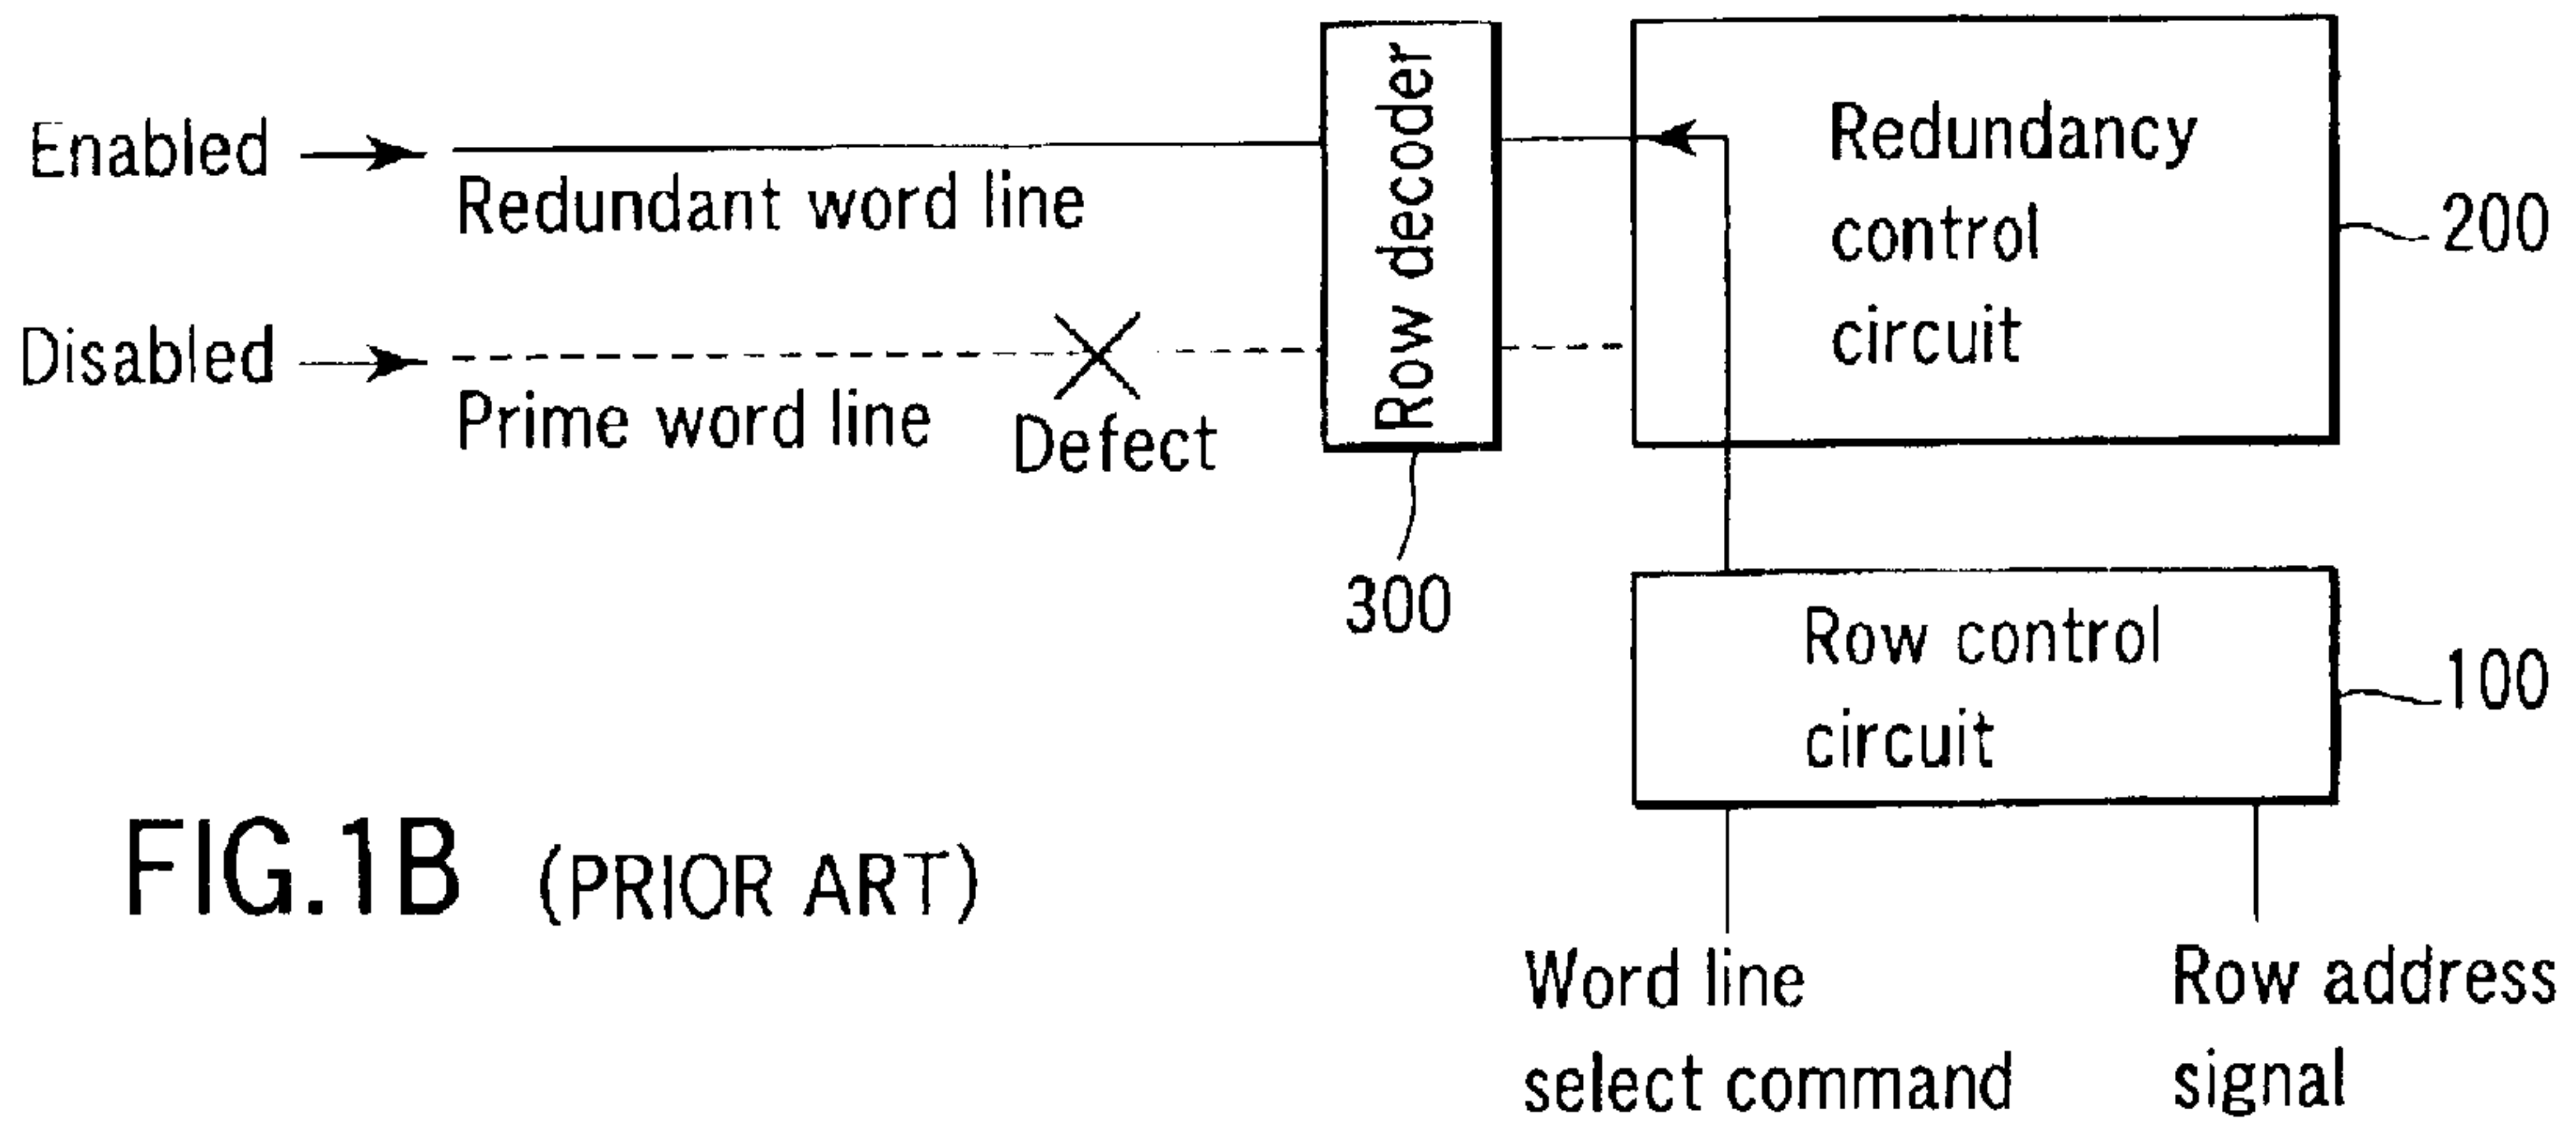 Enabled
Redundant word line
Disabled
Prime word line
Defect
Row decoder
300
Redundancy
control
circuit
200
Row control
circuit
100
Word line
select command
Row address
signal
FIG.1B (PRIOR ART)